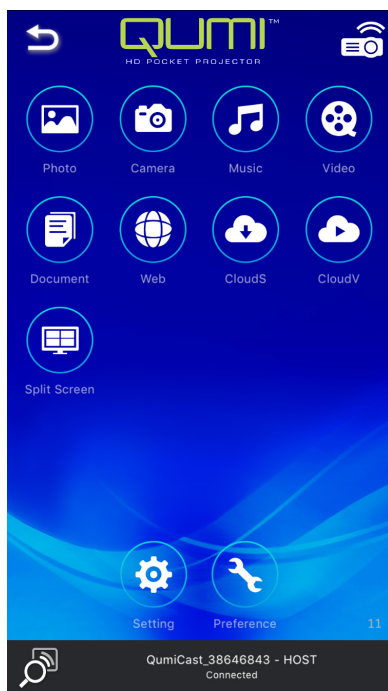 QUMI™
HD POCKET PROJECTOR
Photo Camera Music Video
Document Web CloudS CloudV
Split Screen
Setting Preference 11
QumiCast_38646843 - HOST
Connected